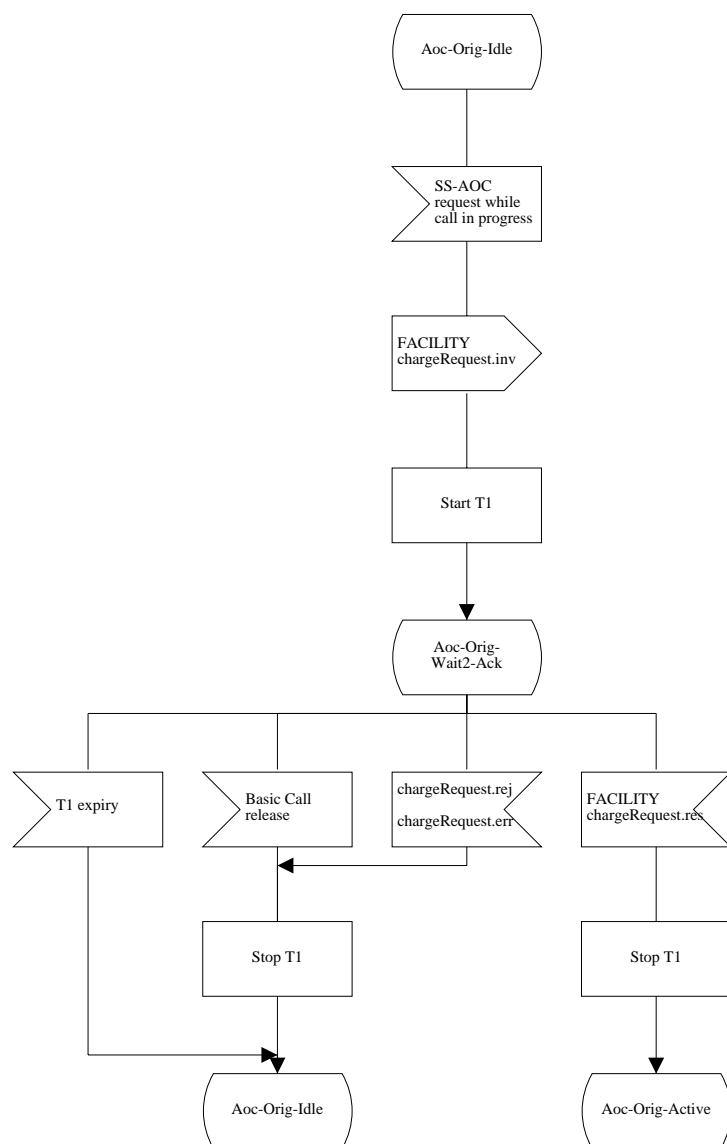 Aoc-Orig-Idle
SS-AOC
request while
call in progress
FACILITY
chargeRequest.inv
Start T1
Aoc-Orig-
Wait2-Ack
T1 expiry
Basic Call
release
chargeRequest.rej
chargeRequest.err
FACILITY
chargeRequest.res
Stop T1
Stop T1
Aoc-Orig-Idle
Aoc-Orig-Active